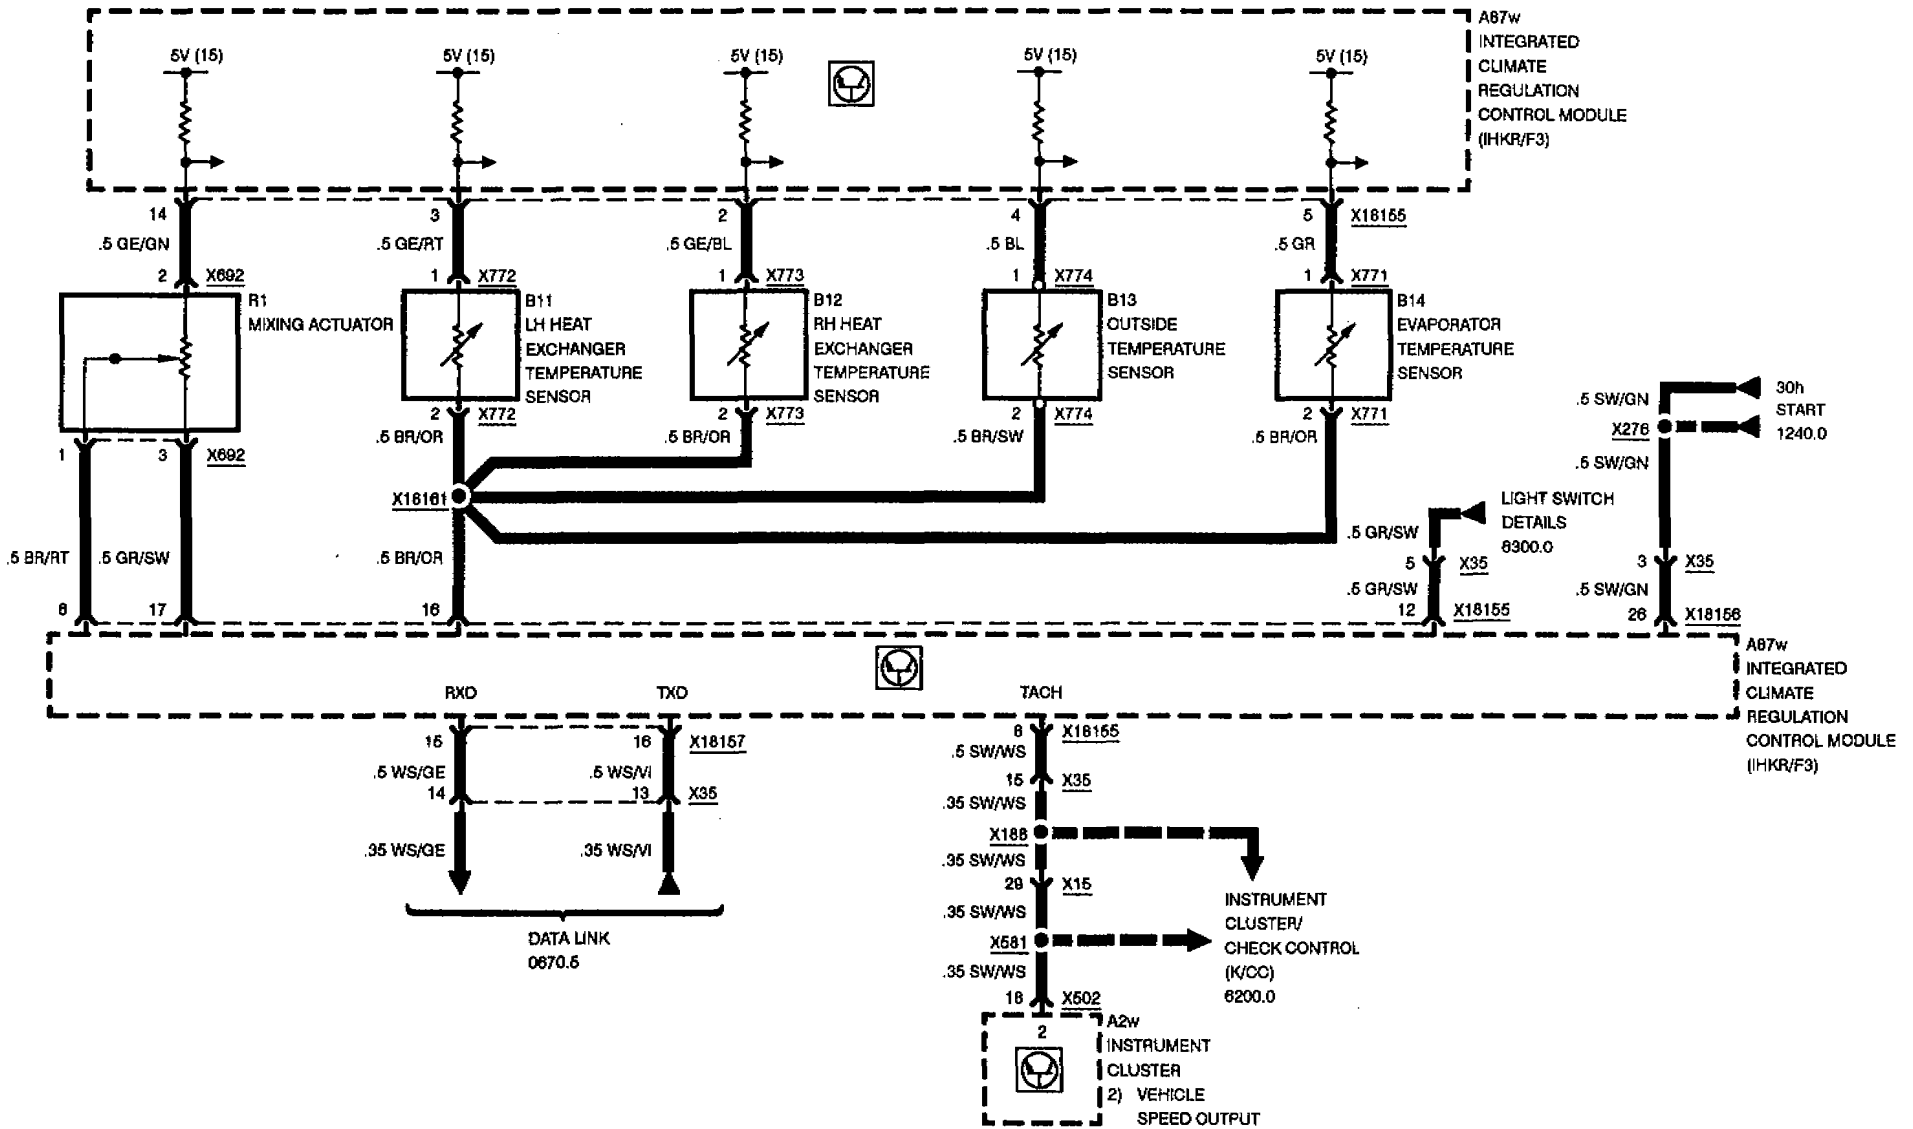 A67w
INTEGRATED
CLIMATE
REGULATION
CONTROL MODULE
(IHKR/F3)
5V (15) 5V (15) 5V (15) 5V (15) 5V (15)
14 3 2 4 5 X18155
.5 GE/GN .5 GE/RT .5 GE/BL .5 BL .5 GR
2 X692 1 X772 1 X773 1 X774 1 X771
R1
MIXING ACTUATOR
B11
LH HEAT
EXCHANGER
TEMPERATURE
SENSOR
B12
RH HEAT
EXCHANGER
TEMPERATURE
SENSOR
B13
OUTSIDE
TEMPERATURE
SENSOR
B14
EVAPORATOR
TEMPERATURE
SENSOR
2 X772 2 X773 2 X774 2 X771
.5 BR/OR .5 BR/OR .5 BR/SW .5 BR/OR
1 3 X692
X18161
.5 BR/RT .5 GR/SW .5 BR/OR
6 17 16
.5 SW/GN
30h
START
1240.0
X276
.5 SW/GN
LIGHT SWITCH
DETAILS
6300.0
.5 GR/SW
5 X35 3 X35
.5 GR/SW .5 SW/GN
12 X18155 26 X18156
A67w
INTEGRATED
CLIMATE
REGULATION
CONTROL MODULE
(IHKR/F3)
RXD TXD TACH
15 16 X18157
.5 WS/GE .5 WS/VI
14 13 X35
.35 WS/GE .35 WS/VI
DATA LINK
0670.5
8 X18155
.5 SW/WS
15 X35
.35 SW/WS
X188
.35 SW/WS
29 X15
.35 SW/WS
X581
.35 SW/WS
18 X502
INSTRUMENT
CLUSTER/
CHECK CONTROL
(K/CC)
6200.0
2
A2w
INSTRUMENT
CLUSTER
2) VEHICLE
SPEED OUTPUT